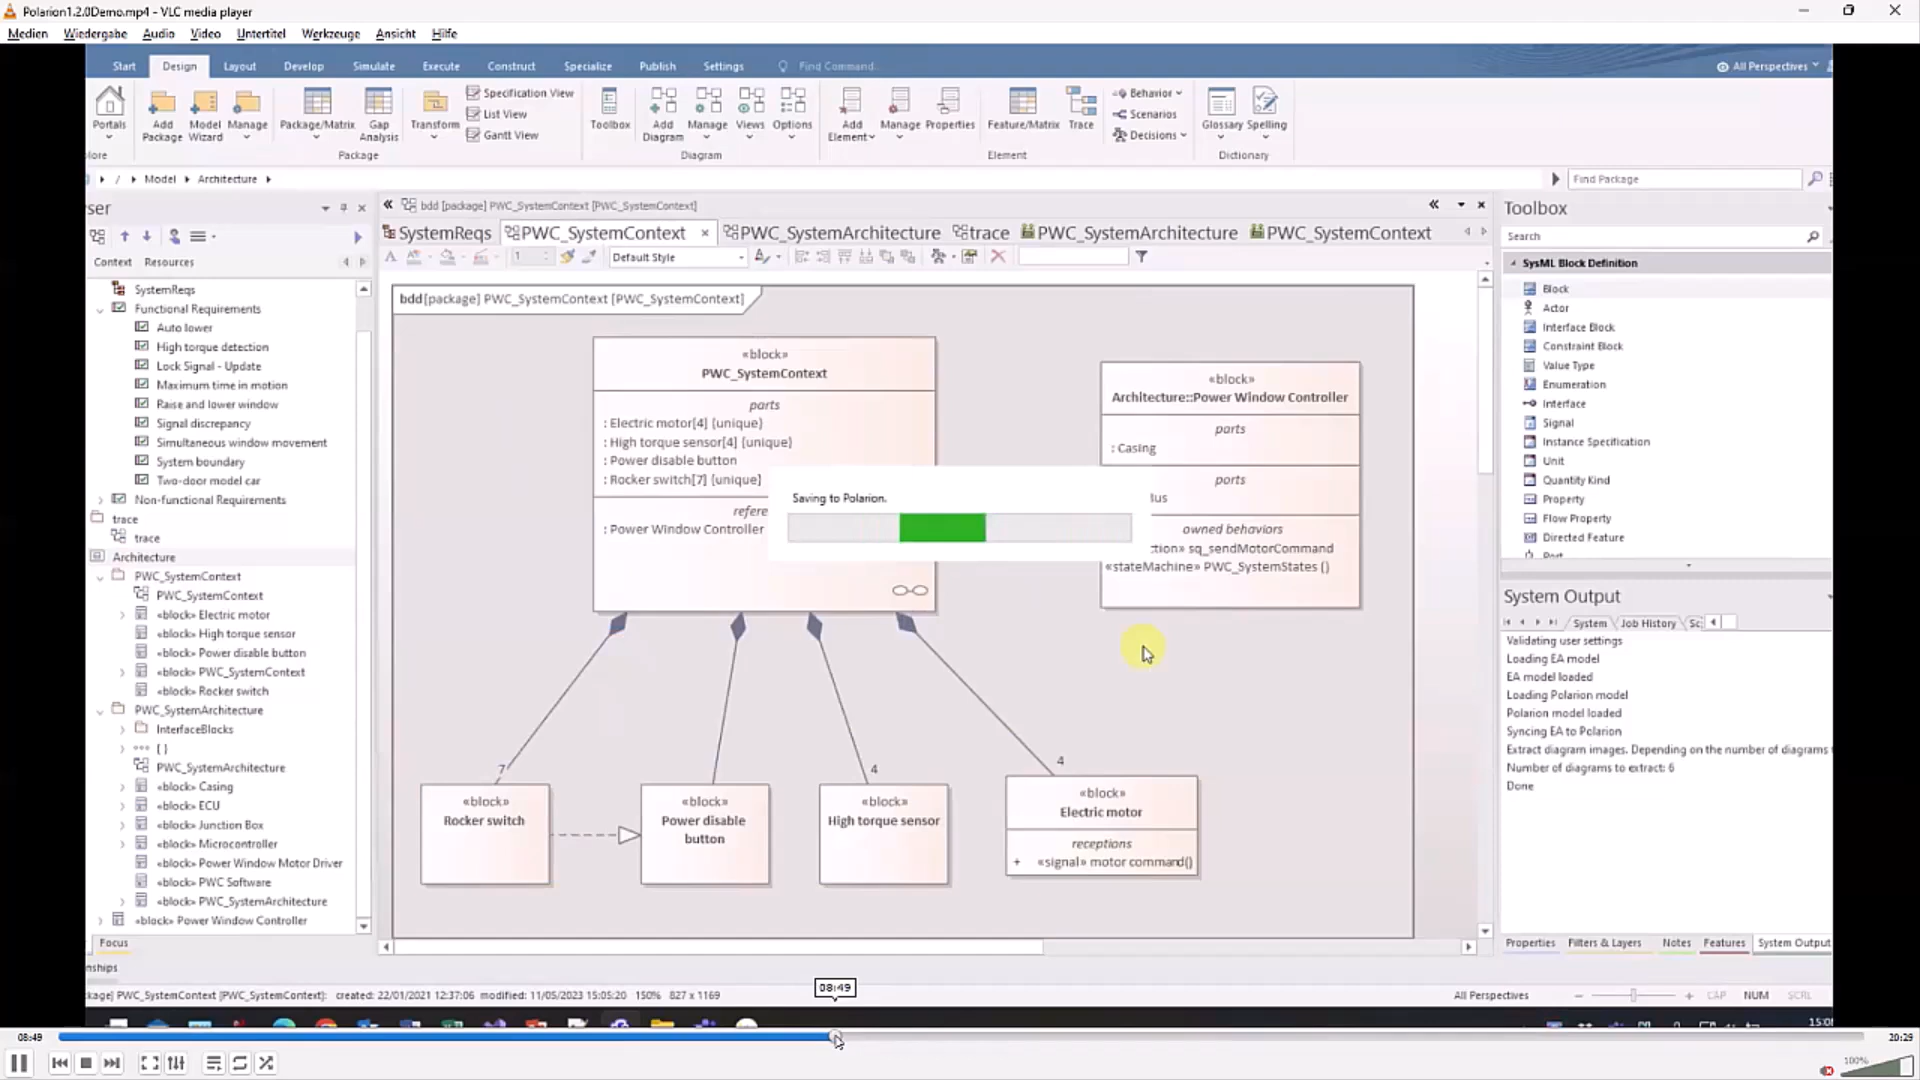 Polarion1.2.0Demo.mp4 - VLC media player
Medien Wiedergabe Audio Video Untertitel Werkzeuge Ansicht Hilfe
Start Design Layout Develop Simulate Execute Construct Specialize Publish Settings Find Command... All Perspectives
Portals
Add Package
Model Wizard
Manage
Package/Matrix
Gap Analysis
Transform
Specification View
List View
Gantt View
Toolbox
Add Diagram
Manage
Views
Options
Add Element
Manage
Properties
Feature/Matrix
Trace
Behavior
Scenarios
Decisions
Glossary
Spelling
lore Package Diagram Element Dictionary
/ Model Architecture
Find Package
ser
Context Resources
SystemReqs
Functional Requirements
Auto lower
High torque detection
Lock Signal - Update
Maximum time in motion
Raise and lower window
Signal discrepancy
Simultaneous window movement
System boundary
Two-door model car
Non-functional Requirements
trace
trace
Architecture
PWC_SystemContext
PWC_SystemContext
«block» Electric motor
«block» High torque sensor
«block» Power disable button
«block» PWC_SystemContext
«block» Rocker switch
PWC_SystemArchitecture
InterfaceBlocks
{ }
PWC_SystemArchitecture
«block» Casing
«block» ECU
«block» Junction Box
«block» Microcontroller
«block» Power Window Motor Driver
«block» PWC Software
«block» PWC_SystemArchitecture
«block» Power Window Controller
Focus
nships
bdd [package] PWC_SystemContext [PWC_SystemContext]
SystemReqs PWC_SystemContext PWC_SystemArchitecture trace PWC_SystemArchitecture PWC_SystemContext
1 Default Style
bdd [package] PWC_SystemContext [PWC_SystemContext]
«block»
PWC_SystemContext
parts
: Electric motor[4] {unique}
: High torque sensor[4] {unique}
: Power disable button
: Rocker switch[7] {unique}
refere
: Power Window Controller
«block»
Architecture::Power Window Controller
parts
: Casing
ports
lus
owned behaviors
ction» sq_sendMotorCommand
«stateMachine» PWC_SystemStates ()
Saving to Polarion.
7
4
4
«block»
Rocker switch
«block»
Power disable
button
«block»
High torque sensor
«block»
Electric motor
receptions
+ «signal» motor command()
Toolbox
Search
SysML Block Definition
Block
Actor
Interface Block
Constraint Block
Value Type
Enumeration
Interface
Signal
Instance Specification
Unit
Quantity Kind
Property
Flow Property
Directed Feature
Port
System Output
System Job History Sc
Validating user settings
Loading EA model
EA model loaded
Loading Polarion model
Polarion model loaded
Syncing EA to Polarion
Extract diagram images. Depending on the number of diagrams
Number of diagrams to extract: 6
Done
Properties Filters & Layers Notes Features System Output
kage] PWC_SystemContext [PWC_SystemContext]: created: 22/01/2021 12:37:06 modified: 11/05/2023 15:05:20 150% 827 x 1169
All Perspectives CAP NUM SCRL
08:49
08:49 20:29
100%